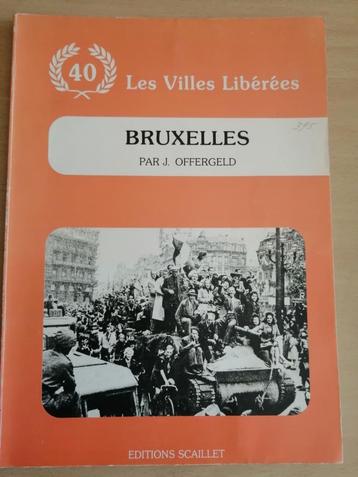 40
Les Villes Libérées
BRUXELLES
PAR J. OFFERGELD
EDITIONS SCAILLET